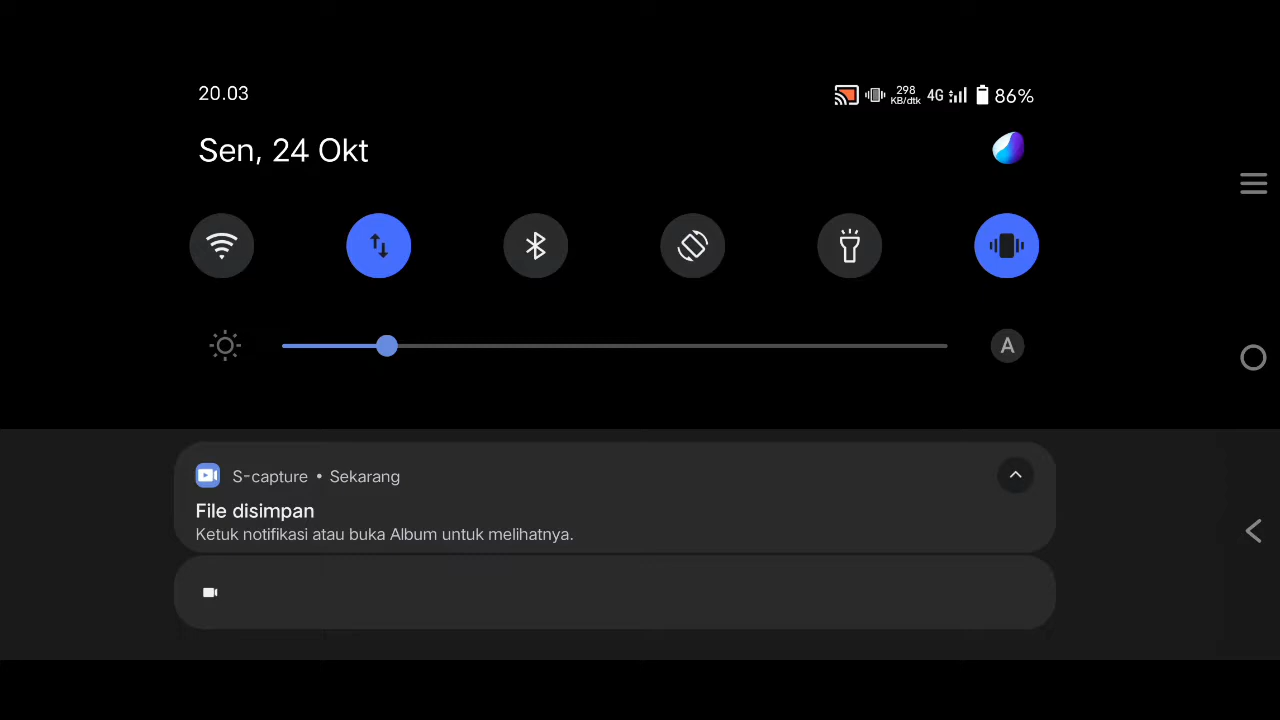 20.03
298
KB/dtk
4G
86%
Sen, 24 Okt
A
S-capture • Sekarang
File disimpan
Ketuk notifikasi atau buka Album untuk melihatnya.